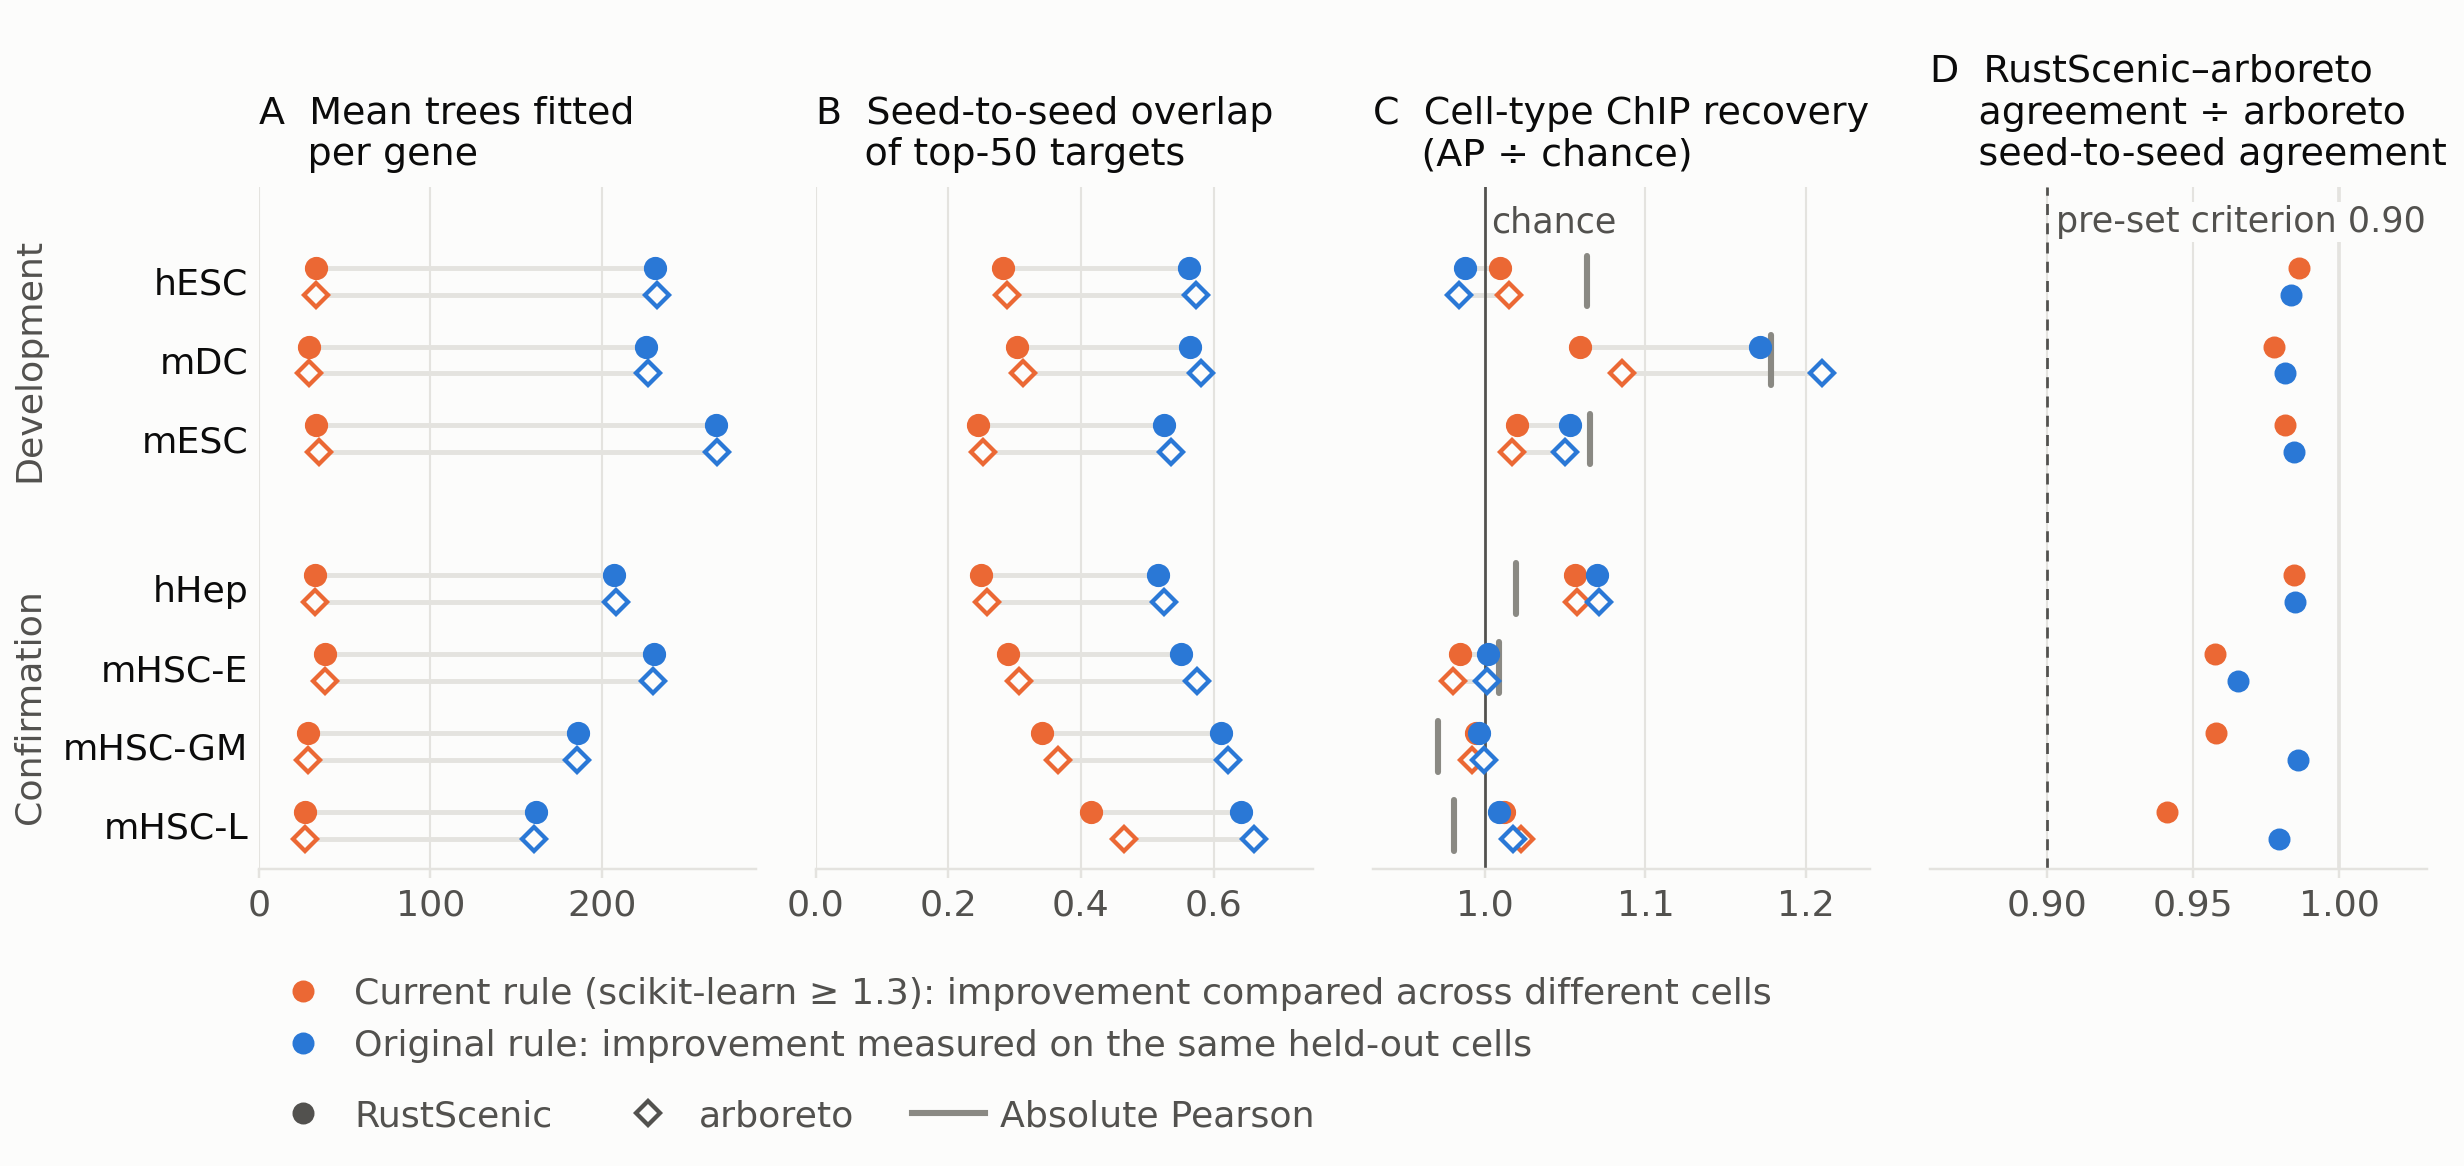 A Mean trees fitted
per gene
B Seed-to-seed overlap
of top-50 targets
C Cell-type ChIP recovery
(AP ÷ chance)
D RustScenic–arboreto
agreement ÷ arboreto
seed-to-seed agreement
chance
pre-set criterion 0.90
Development
hESC
mDC
mESC
Confirmation
hHep
mHSC-E
mHSC-GM
mHSC-L
0 100 200
0.0 0.2 0.4 0.6
1.0 1.1 1.2
0.90 0.95 1.00
Current rule (scikit-learn ≥ 1.3): improvement compared across different cells
Original rule: improvement measured on the same held-out cells
RustScenic arboreto Absolute Pearson